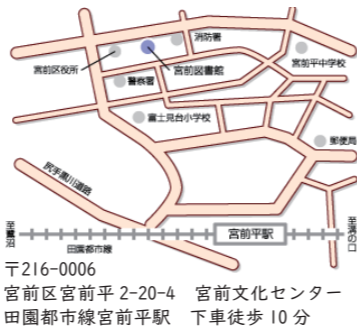 消防署
宮前区役所
宮前図書館
宮前平中学校
警察署
富士見台小学校
郵便局
尻手黒川道路
至鷺沼
宮前平駅
至溝の口
田園都市線
〒216-0006
宮前区宮前平 2-20-4　宮前文化センター
田園都市線宮前平駅　下車徒歩 10 分